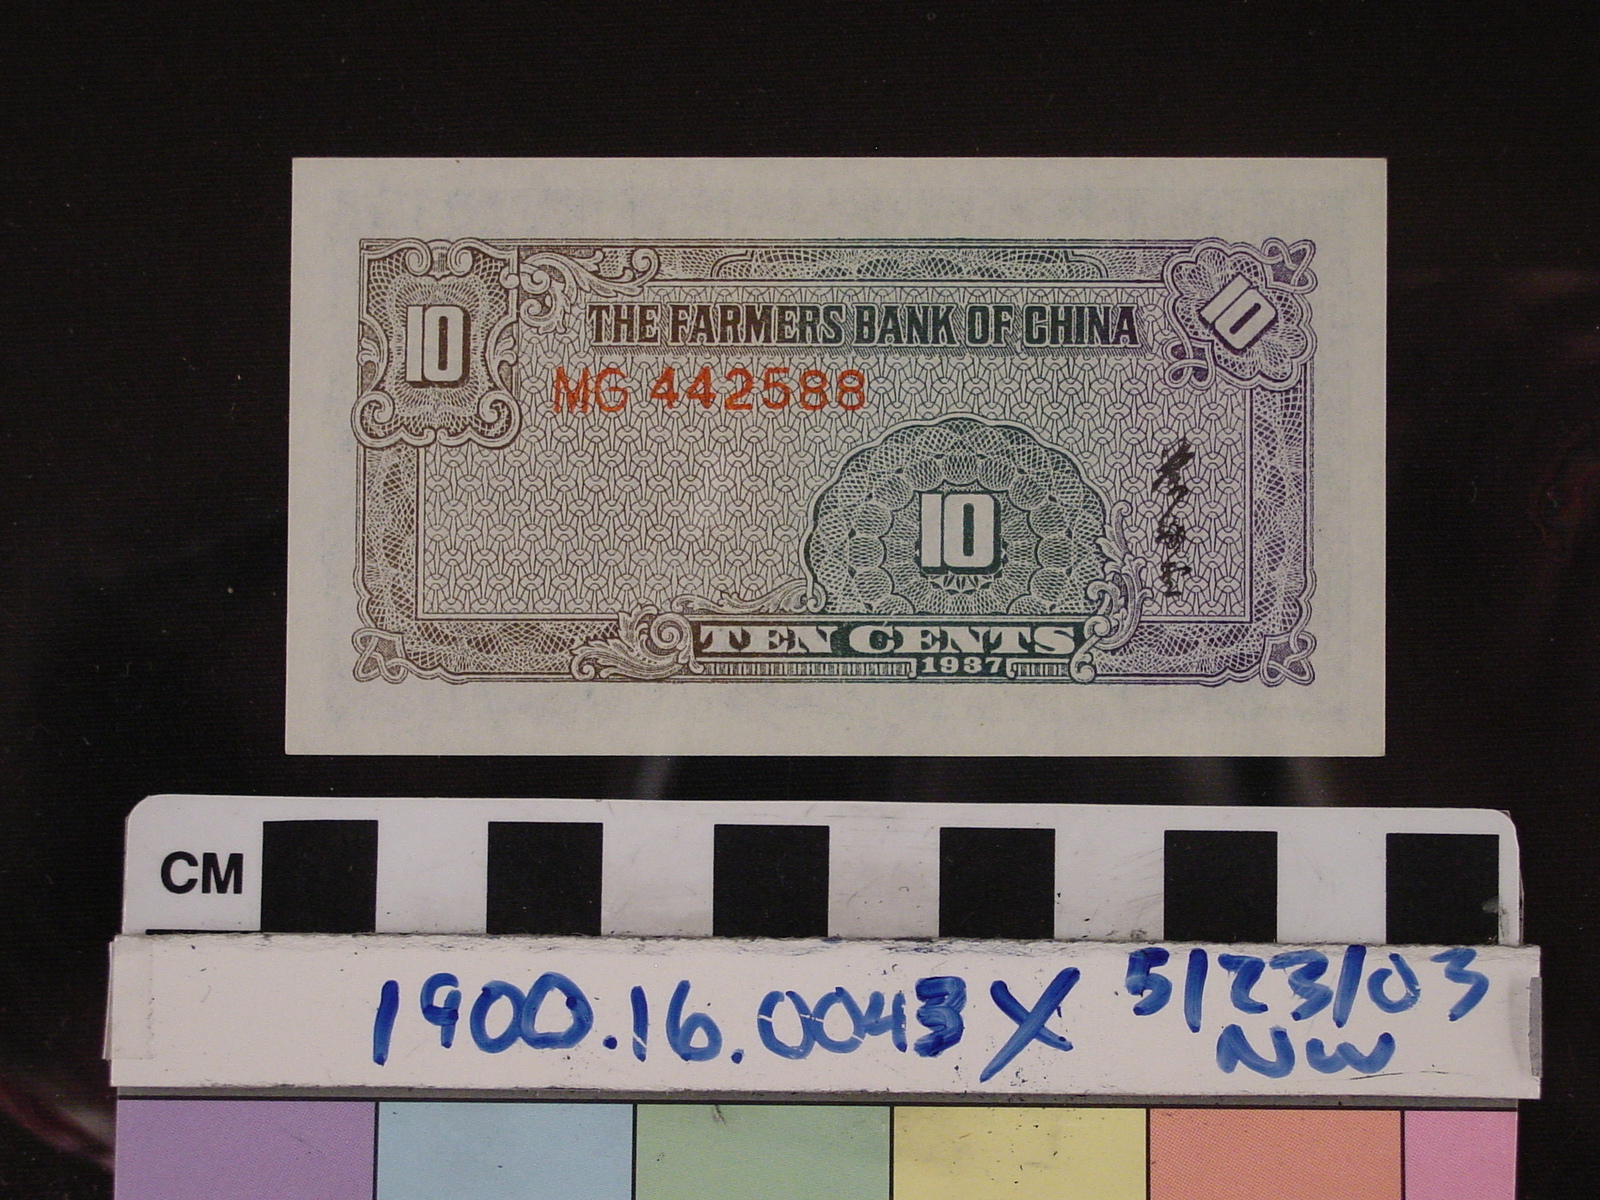 10
10
THE FARMERS BANK OF CHINA
MG 442588
10
TEN CENTS
1937
CM
1900.16.0043X 5/23/03
NW